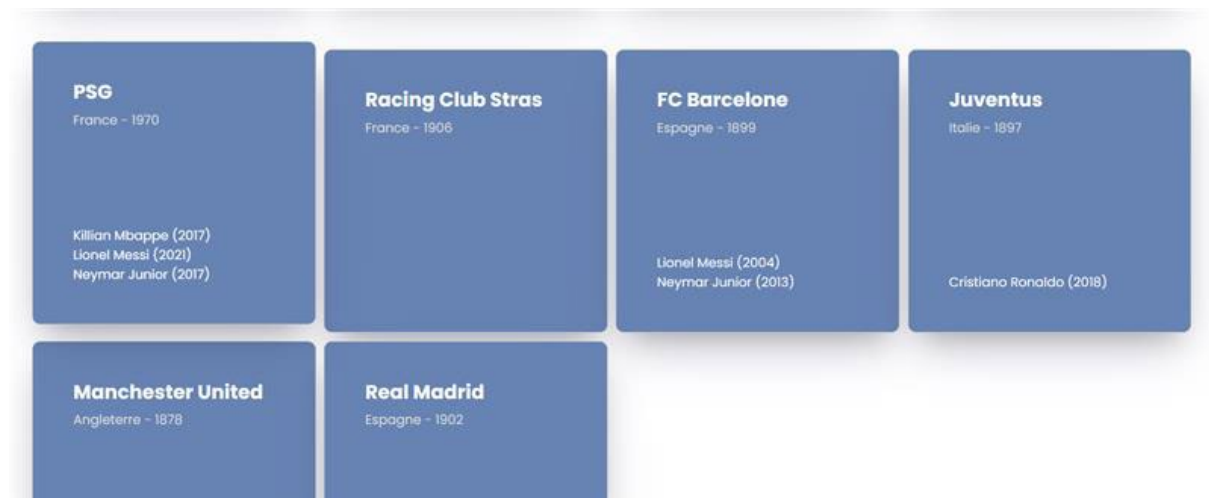 PSG
France - 1970
Killian Mbappe (2017)
Lionel Messi (2021)
Neymar Junior (2017)
Racing Club Stras
France - 1906
FC Barcelone
Espagne - 1899
Lionel Messi (2004)
Neymar Junior (2013)
Juventus
Italie - 1897
Cristiano Ronaldo (2018)
Manchester United
Angleterre - 1878
Real Madrid
Espagne - 1902